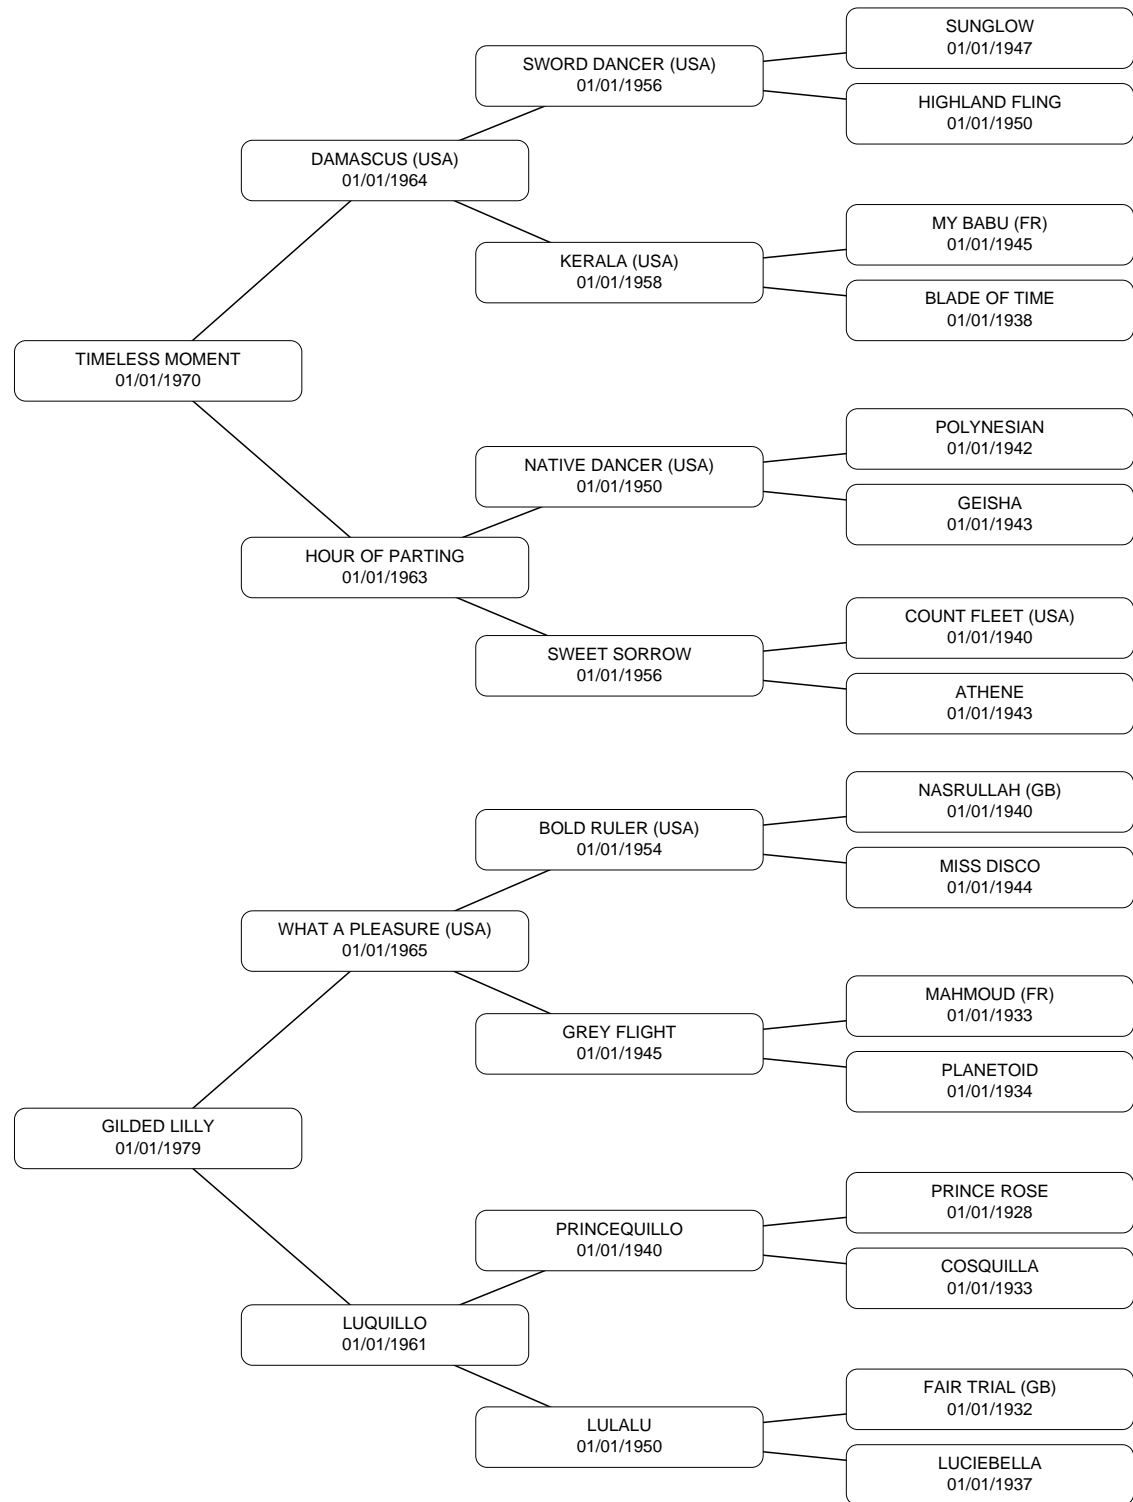 SUNGLOW
01/01/1947
SWORD DANCER (USA)
01/01/1956
HIGHLAND FLING
01/01/1950
DAMASCUS (USA)
01/01/1964
MY BABU (FR)
01/01/1945
KERALA (USA)
01/01/1958
BLADE OF TIME
01/01/1938
TIMELESS MOMENT
01/01/1970
POLYNESIAN
01/01/1942
NATIVE DANCER (USA)
01/01/1950
GEISHA
01/01/1943
HOUR OF PARTING
01/01/1963
COUNT FLEET (USA)
01/01/1940
SWEET SORROW
01/01/1956
ATHENE
01/01/1943
NASRULLAH (GB)
01/01/1940
BOLD RULER (USA)
01/01/1954
MISS DISCO
01/01/1944
WHAT A PLEASURE (USA)
01/01/1965
MAHMOUD (FR)
01/01/1933
GREY FLIGHT
01/01/1945
PLANETOID
01/01/1934
GILDED LILLY
01/01/1979
PRINCE ROSE
01/01/1928
PRINCEQUILLO
01/01/1940
COSQUILLA
01/01/1933
LUQUILLO
01/01/1961
FAIR TRIAL (GB)
01/01/1932
LULALU
01/01/1950
LUCIEBELLA
01/01/1937